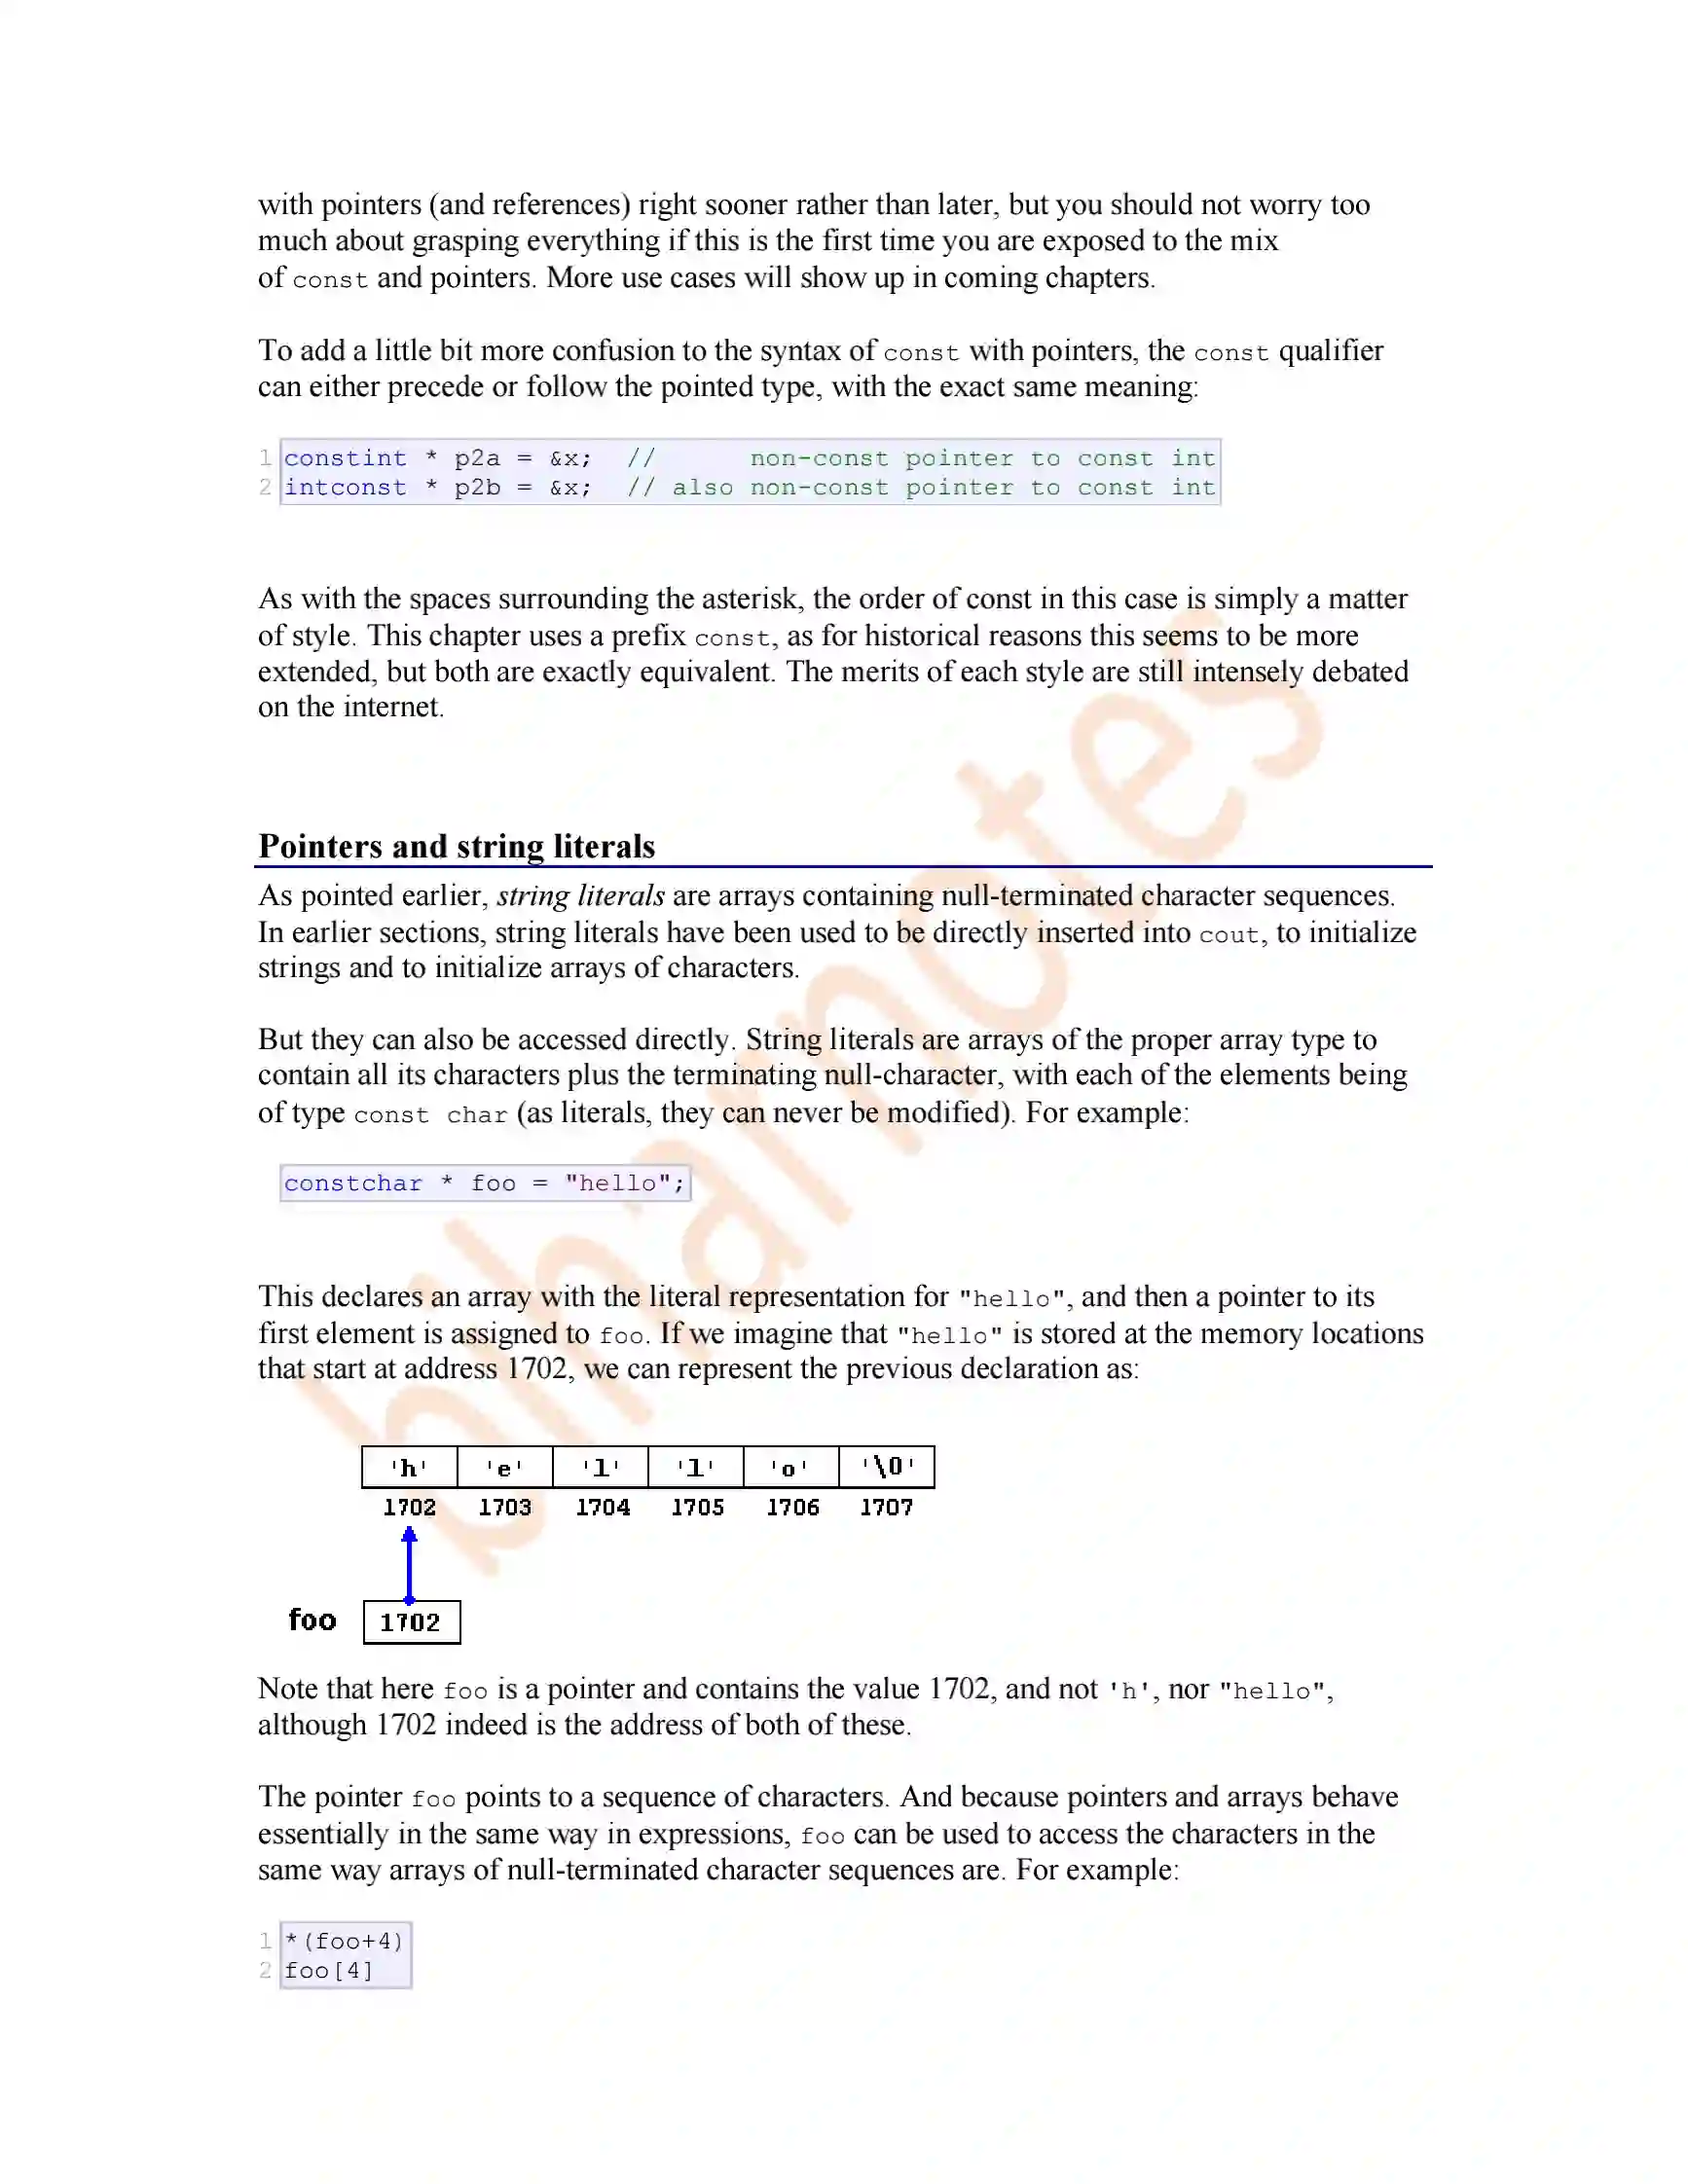 with pointers (and references) right sooner rather than later, but you should not worry too
much about grasping everything if this is the first time you are exposed to the mix
of const and pointers. More use cases will show up in coming chapters.
To add a little bit more confusion to the syntax of const with pointers, the const qualifier
can either precede or follow the pointed type, with the exact same meaning:
1 constint * p2a = &x;  //      non-const pointer to const int
2 intconst * p2b = &x;  // also non-const pointer to const int
As with the spaces surrounding the asterisk, the order of const in this case is simply a matter
of style. This chapter uses a prefix const, as for historical reasons this seems to be more
extended, but both are exactly equivalent. The merits of each style are still intensely debated
on the internet.
Pointers and string literals
As pointed earlier, string literals are arrays containing null-terminated character sequences.
In earlier sections, string literals have been used to be directly inserted into cout, to initialize
strings and to initialize arrays of characters.
But they can also be accessed directly. String literals are arrays of the proper array type to
contain all its characters plus the terminating null-character, with each of the elements being
of type const char (as literals, they can never be modified). For example:
constchar * foo = "hello";
This declares an array with the literal representation for "hello", and then a pointer to its
first element is assigned to foo. If we imagine that "hello" is stored at the memory locations
that start at address 1702, we can represent the previous declaration as:
'h' 'e' 'l' 'l' 'o' '\0'
1702 1703 1704 1705 1706 1707
foo 1702
Note that here foo is a pointer and contains the value 1702, and not 'h', nor "hello",
although 1702 indeed is the address of both of these.
The pointer foo points to a sequence of characters. And because pointers and arrays behave
essentially in the same way in expressions, foo can be used to access the characters in the
same way arrays of null-terminated character sequences are. For example:
1 *(foo+4)
2 foo[4]
biharnotes